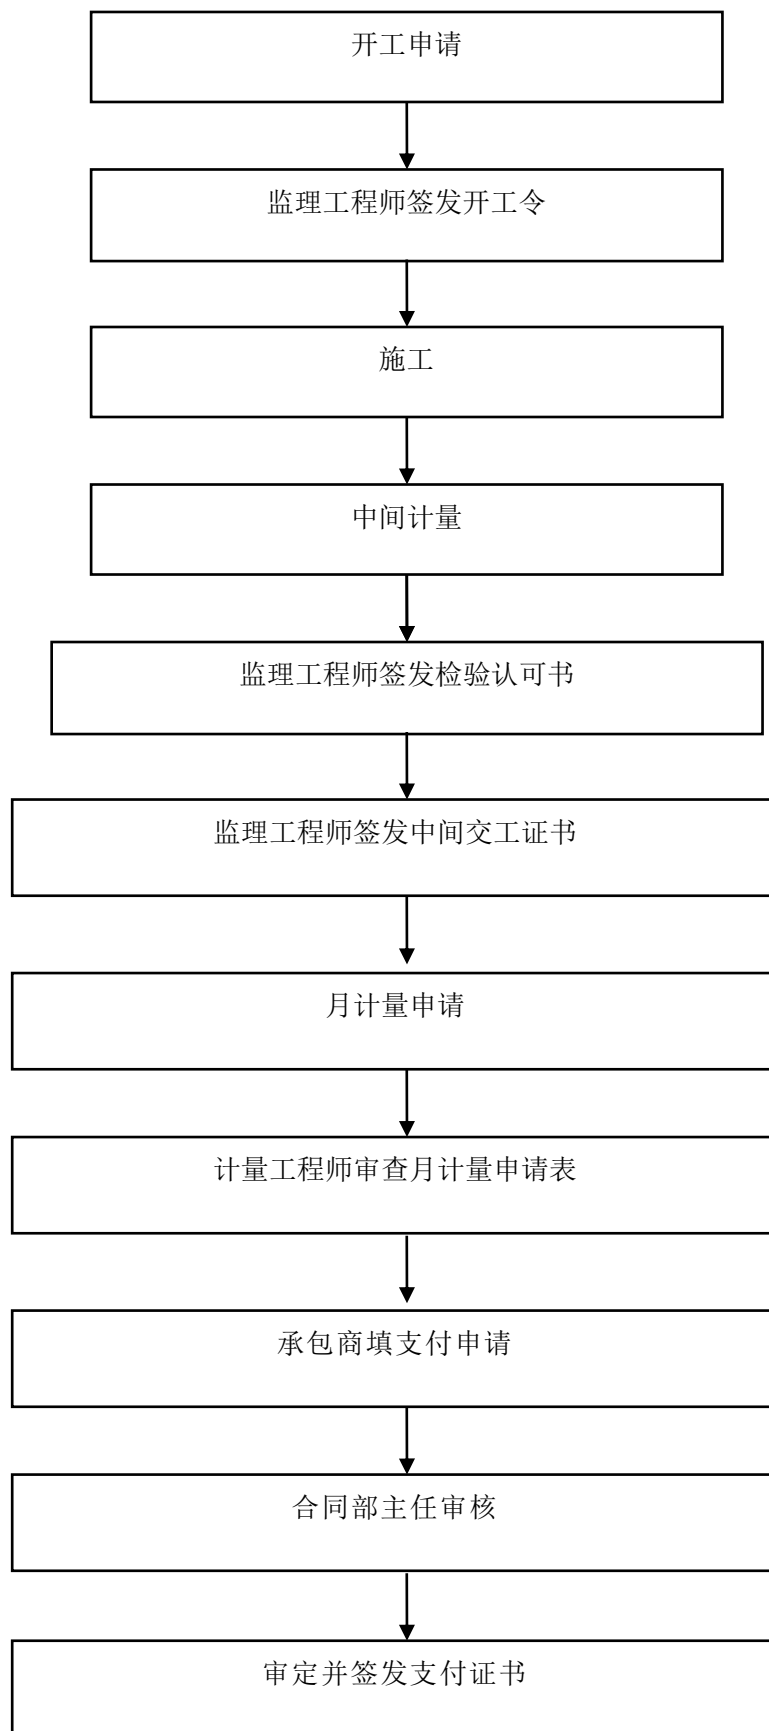 开工申请
监理工程师签发开工令
施工
中间计量
监理工程师签发检验认可书
监理工程师签发中间交工证书
月计量申请
计量工程师审查月计量申请表
承包商填支付申请
合同部主任审核
审定并签发支付证书